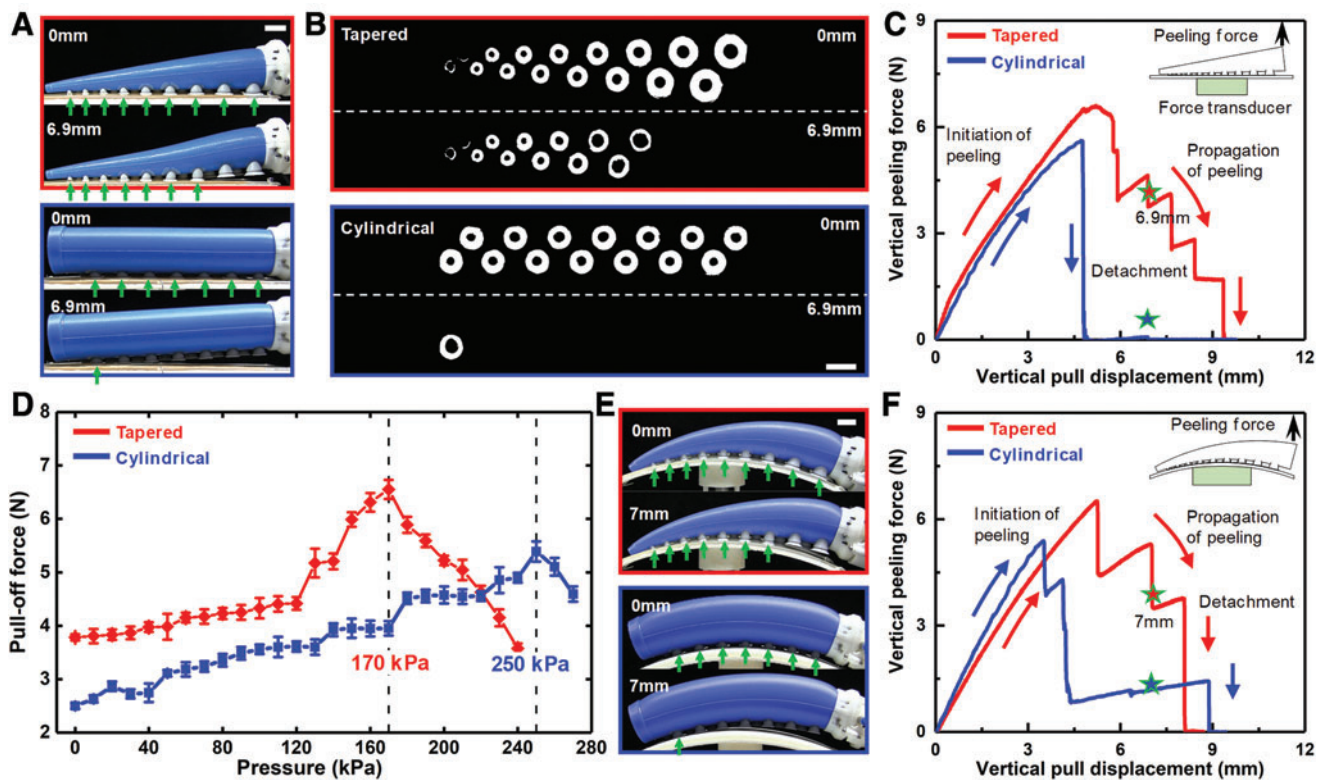 A
0mm
6.9mm
0mm
6.9mm
B
Tapered
0mm
6.9mm
Cylindrical
0mm
6.9mm
C
Vertical peeling force (N)
9
6
3
0
Tapered
Cylindrical
Peeling force
Force transducer
Initiation of
peeling
Propagation
of peeling
6.9mm
Detachment
0 3 6 9 12
Vertical pull displacement (mm)
D
Pull-off force (N)
8
7
6
5
4
3
2
Tapered
Cylindrical
170 kPa
250 kPa
0 40 80 120 160 200 240 280
Pressure (kPa)
E
0mm
7mm
0mm
7mm
F
Vertical peeling force (N)
9
6
3
0
Tapered
Cylindrical
Peeling force
Initiation of
peeling
Propagation
of peeling
7mm
Detachment
0 3 6 9 12
Vertical pull displacement (mm)